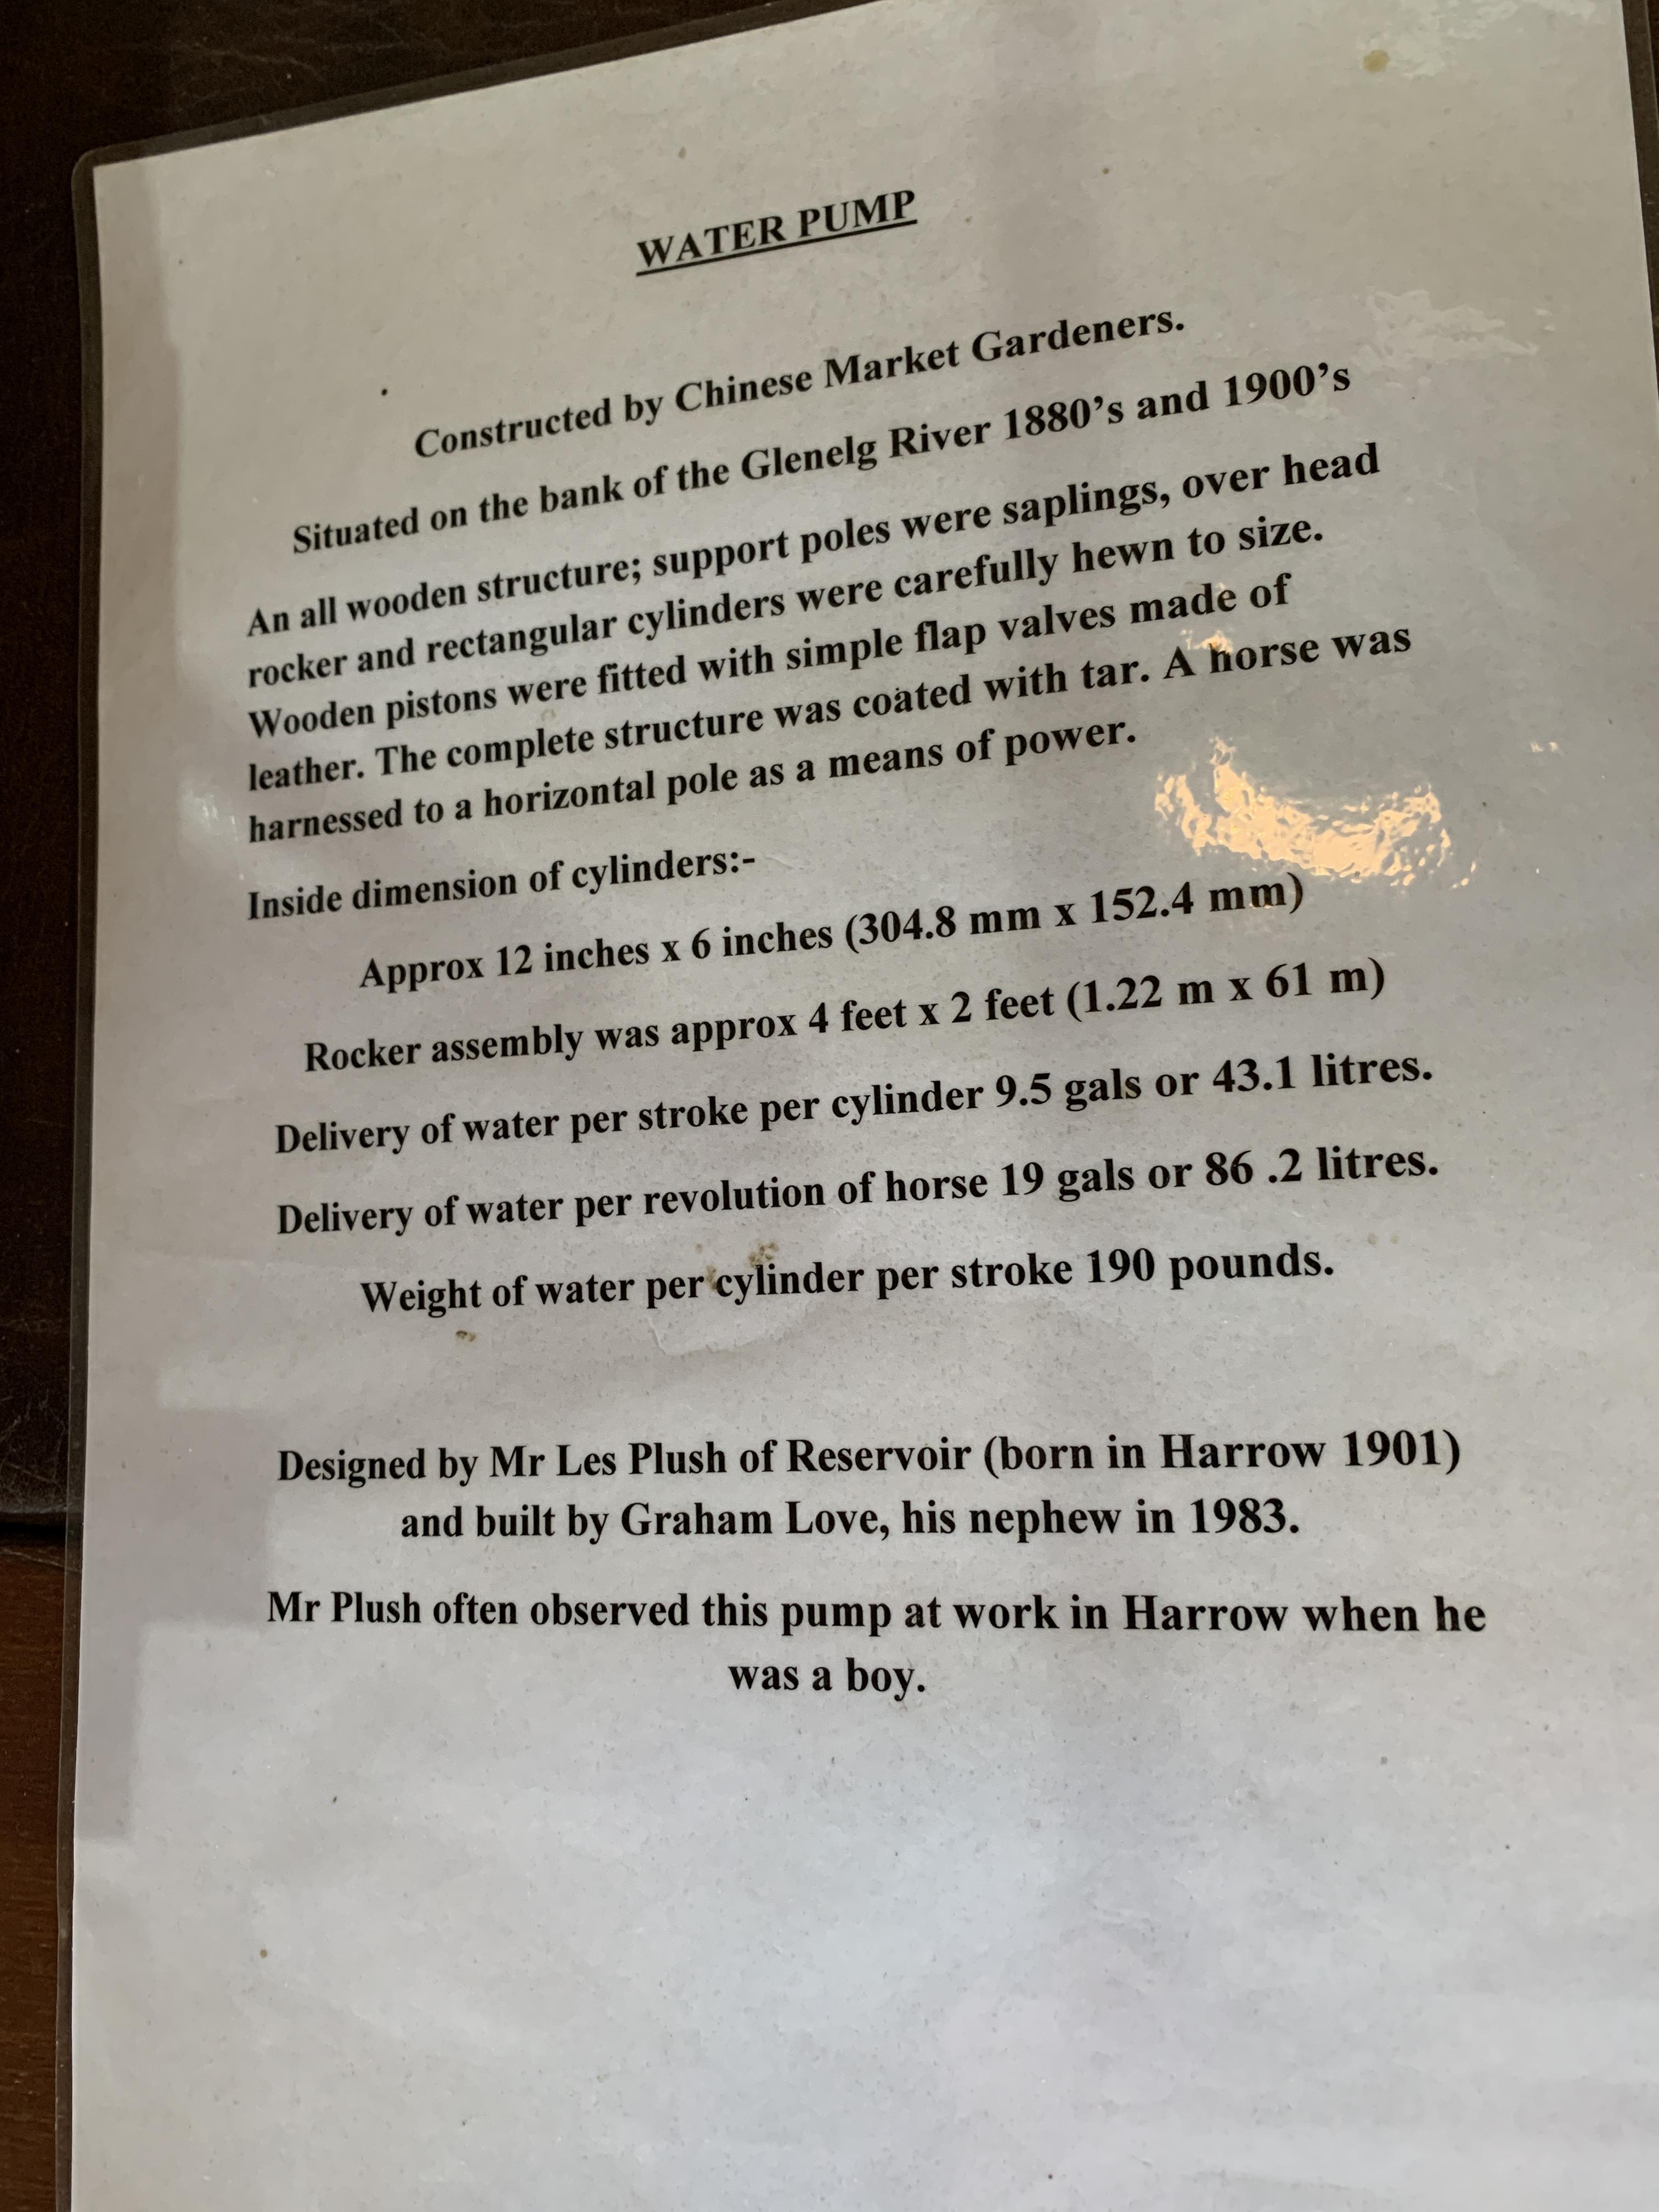 WATER PUMP
Constructed by Chinese Market Gardeners.
Situated on the bank of the Glenelg River 1880’s and 1900’s
An all wooden structure; support poles were saplings, over head
rocker and rectangular cylinders were carefully hewn to size.
Wooden pistons were fitted with simple flap valves made of
leather. The complete structure was coated with tar. A horse was
harnessed to a horizontal pole as a means of power.
Inside dimension of cylinders:-
Approx 12 inches x 6 inches (304.8 mm x 152.4 mm)
Rocker assembly was approx 4 feet x 2 feet (1.22 m x 61 m)
Delivery of water per stroke per cylinder 9.5 gals or 43.1 litres.
Delivery of water per revolution of horse 19 gals or 86 .2 litres.
Weight of water per cylinder per stroke 190 pounds.
Designed by Mr Les Plush of Reservoir (born in Harrow 1901)
and built by Graham Love, his nephew in 1983.
Mr Plush often observed this pump at work in Harrow when he
was a boy.